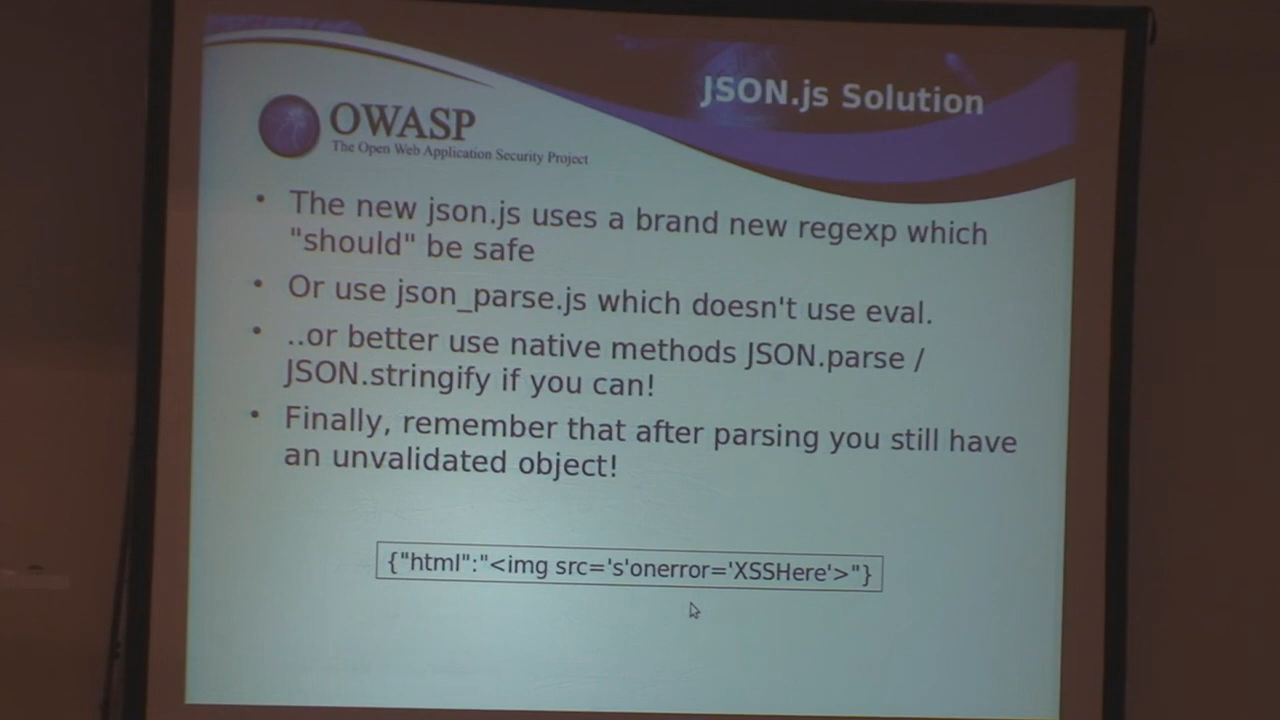 JSON.js Solution
OWASP
The Open Web Application Security Project
• The new json.js uses a brand new regexp which
"should" be safe
• Or use json_parse.js which doesn't use eval.
• ..or better use native methods JSON.parse /
JSON.stringify if you can!
• Finally, remember that after parsing you still have
an unvalidated object!
{"html":"<img src='s'onerror='XSSHere'>"}